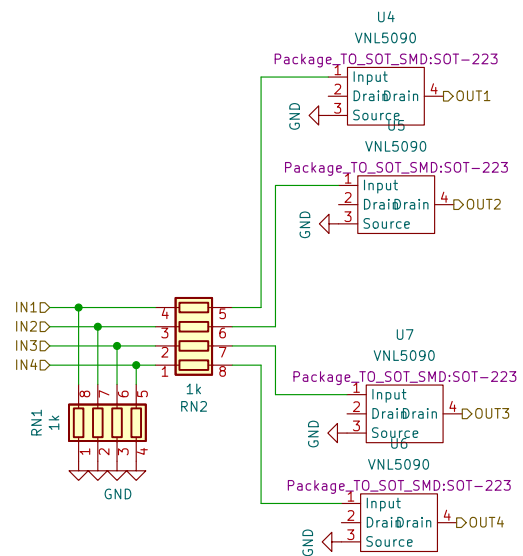 U4
VNL5090
Package_TO_SOT_SMD:SOT-223
1 Input
2 Drain Drain 4 OUT1
3 Source
GND
U5
VNL5090
Package_TO_SOT_SMD:SOT-223
1 Input
2 Drain Drain 4 OUT2
3 Source
GND
IN1 4 5
IN2 3 6
IN3 2 7
IN4 1 8
1k
RN2
RN1
1k
8 7 6 5
1 2 3 4
GND
U7
VNL5090
Package_TO_SOT_SMD:SOT-223
1 Input
2 Drain Drain 4 OUT3
3 Source
GND
U6
VNL5090
Package_TO_SOT_SMD:SOT-223
1 Input
2 Drain Drain 4 OUT4
3 Source
GND